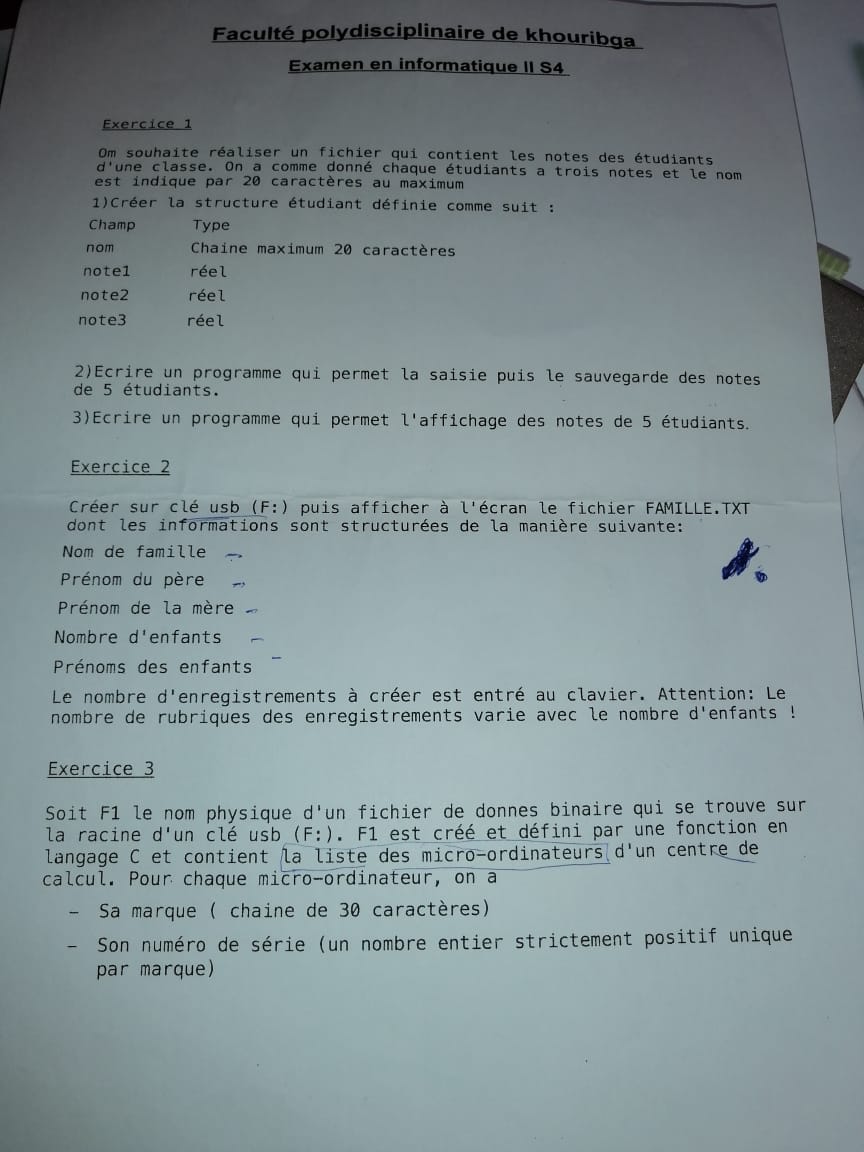 Faculté polydisciplinaire de khouribga
Examen en informatique II S4
Exercice 1
Om souhaite réaliser un fichier qui contient les notes des étudiants
d'une classe. On a comme donné chaque étudiants a trois notes et le nom
est indique par 20 caractères au maximum
1)Créer la structure étudiant définie comme suit :
Champ Type
nom Chaine maximum 20 caractères
note1 réel
note2 réel
note3 réel
2)Ecrire un programme qui permet la saisie puis le sauvegarde des notes
de 5 étudiants.
3)Ecrire un programme qui permet l'affichage des notes de 5 étudiants.
Exercice 2
Créer sur clé usb (F:) puis afficher à l'écran le fichier FAMILLE.TXT
dont les informations sont structurées de la manière suivante:
Nom de famille
Prénom du père
Prénom de la mère
Nombre d'enfants
Prénoms des enfants
Le nombre d'enregistrements à créer est entré au clavier. Attention: Le
nombre de rubriques des enregistrements varie avec le nombre d'enfants !
Exercice 3
Soit F1 le nom physique d'un fichier de donnes binaire qui se trouve sur
la racine d'un clé usb (F:). F1 est créé et défini par une fonction en
langage C et contient la liste des micro-ordinateurs d'un centre de
calcul. Pour chaque micro-ordinateur, on a
– Sa marque ( chaine de 30 caractères)
– Son numéro de série (un nombre entier strictement positif unique
par marque)